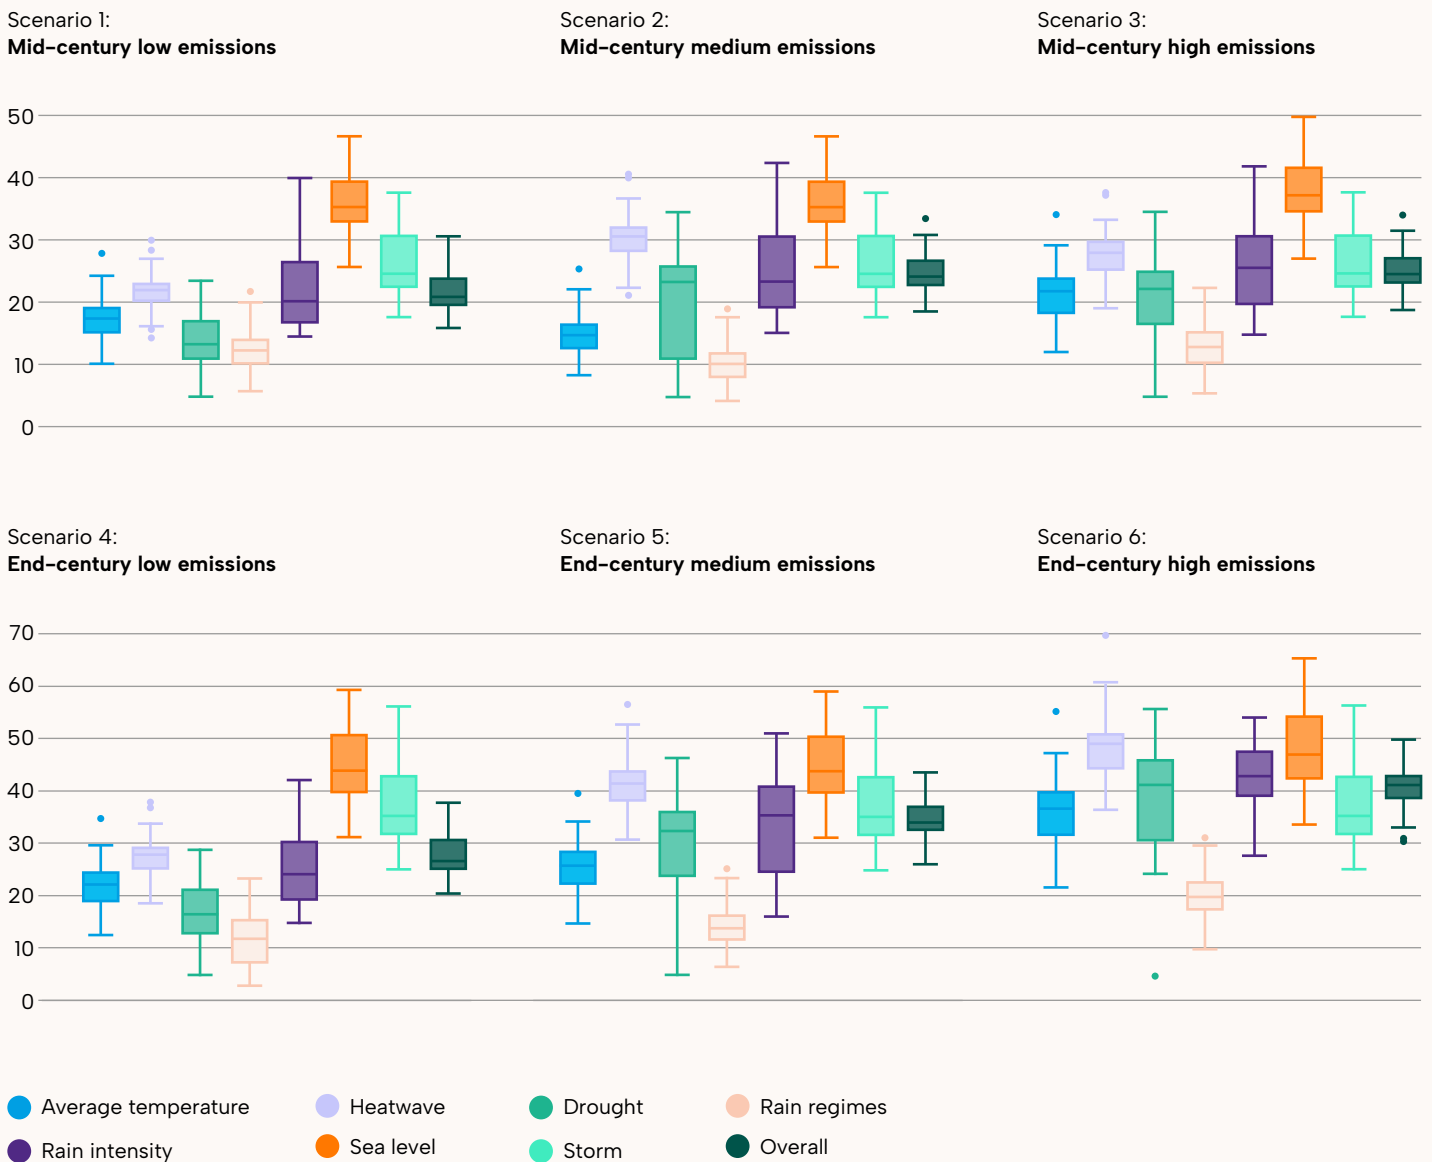 Scenario 1:
Mid-century low emissions
Scenario 2:
Mid-century medium emissions
Scenario 3:
Mid-century high emissions
50
40
30
20
10
0
Scenario 4:
End-century low emissions
Scenario 5:
End-century medium emissions
Scenario 6:
End-century high emissions
70
60
50
40
30
20
10
0
Average temperature
Heatwave
Drought
Rain regimes
Rain intensity
Sea level
Storm
Overall